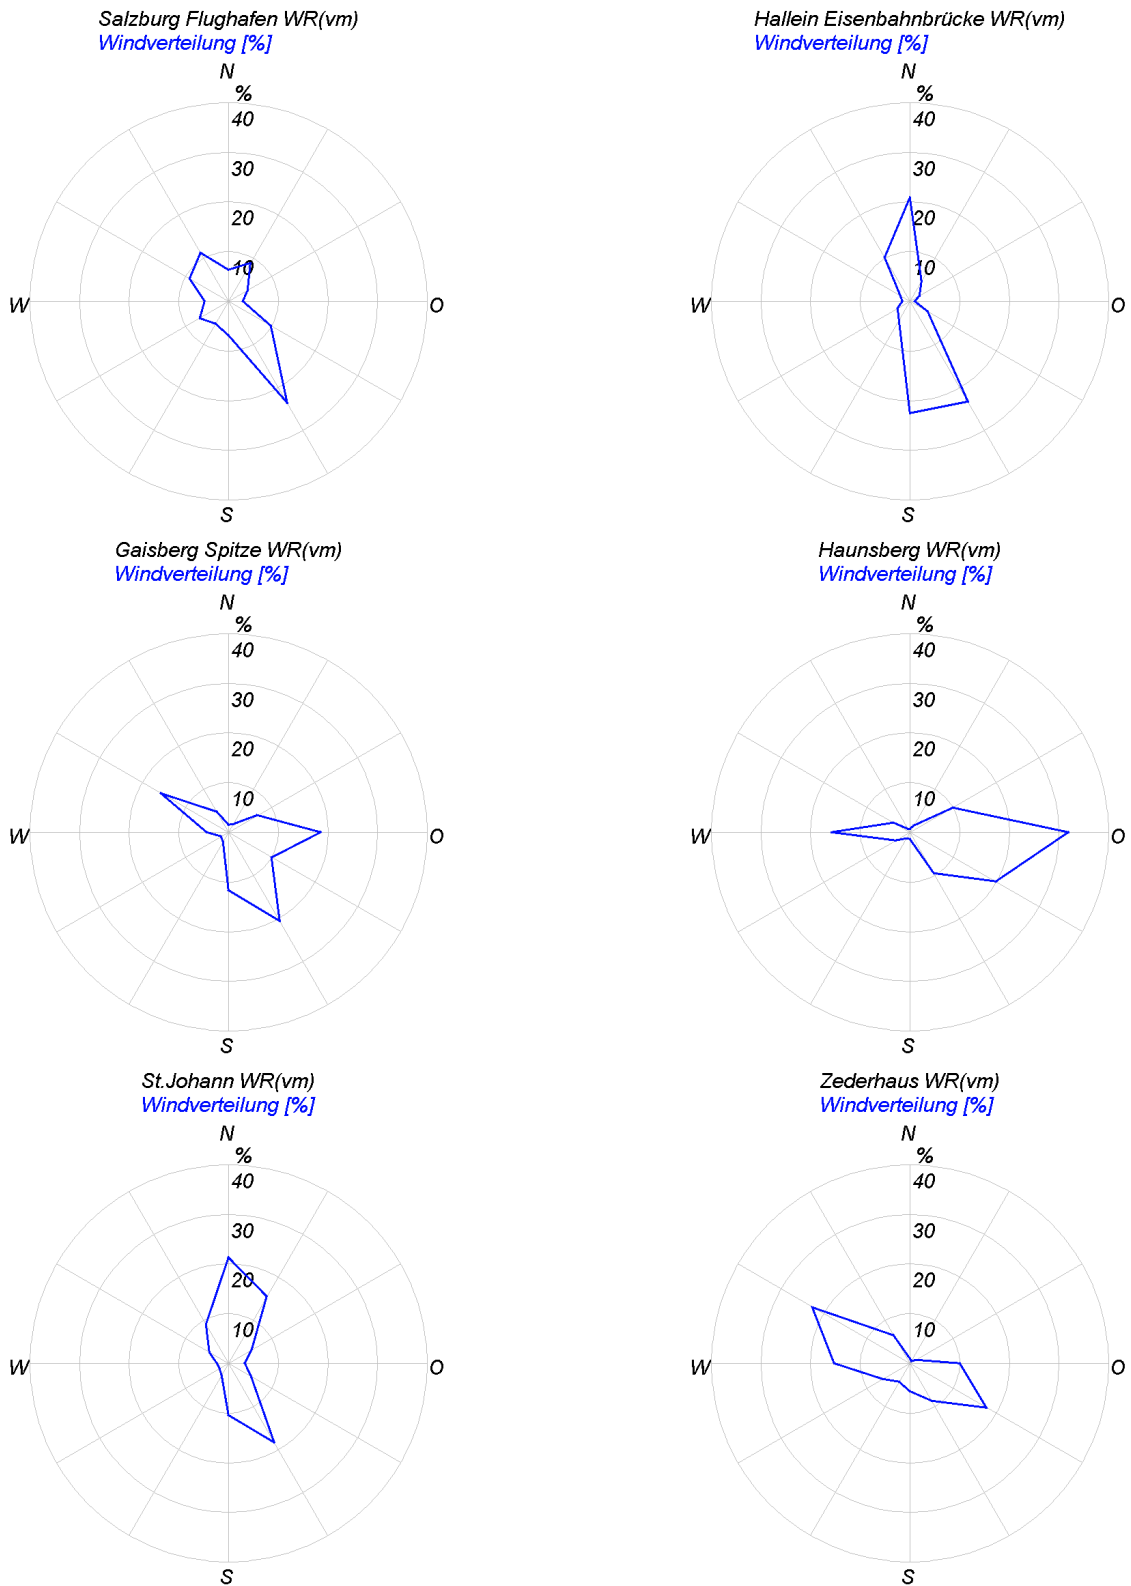 Salzburg Flughafen WR(vm)
Windverteilung [%]
N
%
40
30
20
10
W
O
S
Hallein Eisenbahnbrücke WR(vm)
Windverteilung [%]
N
%
40
30
20
10
W
O
S
Gaisberg Spitze WR(vm)
Windverteilung [%]
N
%
40
30
20
10
W
O
S
Haunsberg WR(vm)
Windverteilung [%]
N
%
40
30
20
10
W
O
S
St.Johann WR(vm)
Windverteilung [%]
N
%
40
30
20
10
W
O
S
Zederhaus WR(vm)
Windverteilung [%]
N
%
40
30
20
10
W
O
S